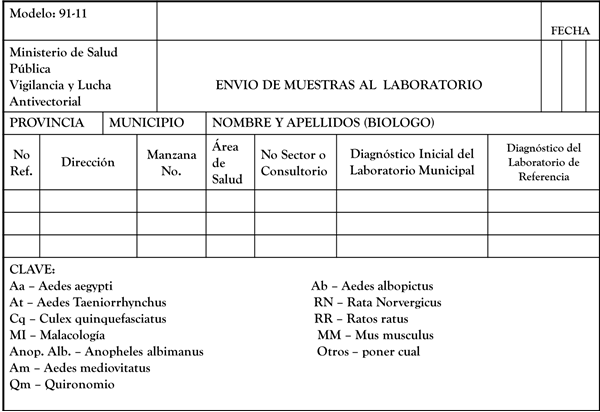 Modelo: 91-11
FECHA
Ministerio de Salud
Pública
Vigilancia y Lucha
Antivectorial
ENVIO DE MUESTRAS AL LABORATORIO
PROVINCIA MUNICIPIO NOMBRE Y APELLIDOS (BIOLOGO)
No
Ref.
Dirección
Manzana
No.
Área
de
Salud
No Sector o
Consultorio
Diagnóstico Inicial del
Laboratorio Municipal
Diagnóstico del
Laboratorio de
Referencia
CLAVE:
Aa – Aedes aegypti Ab – Aedes albopictus
At – Aedes Taeniorrhynchus RN – Rata Norvergicus
Cq – Culex quinquefasciatus RR – Ratos ratus
MI – Malacología MM – Mus musculus
Anop. Alb. – Anopheles albimanus Otros – poner cual
Am – Aedes mediovitatus
Qm – Quironomio